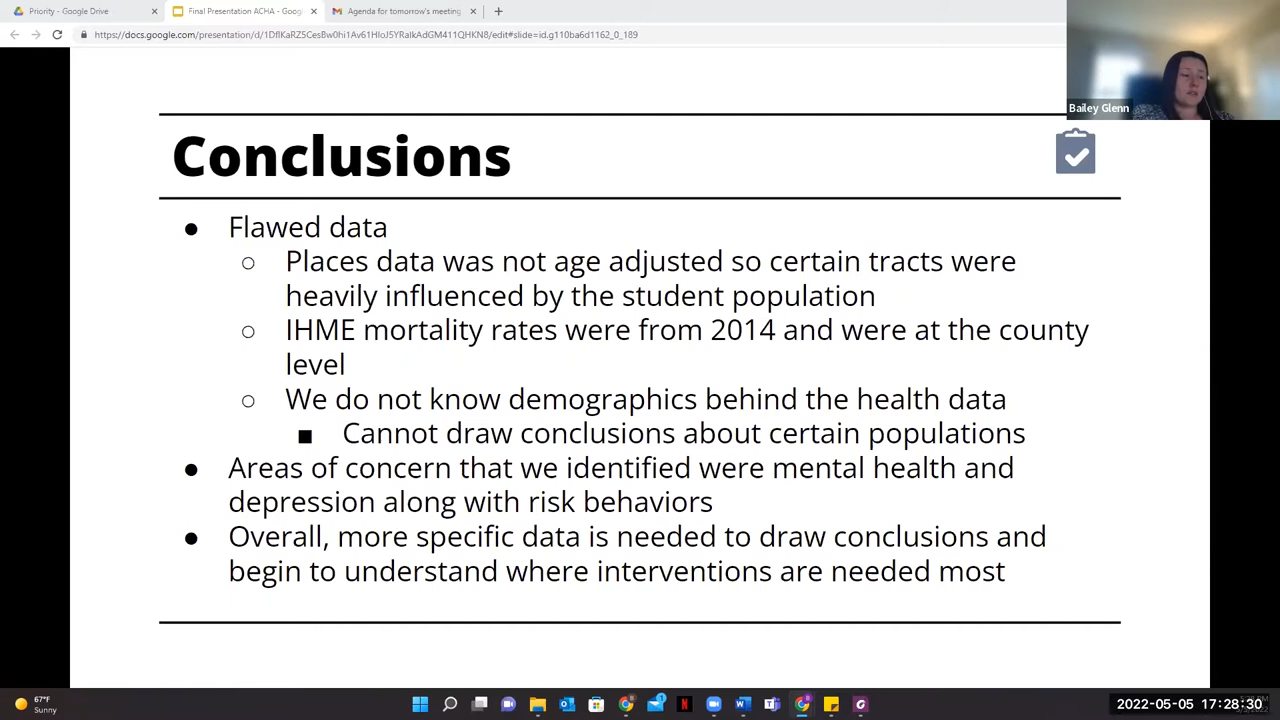 Priority - Google Drive
Final Presentation ACHA - Goog
Agenda for tomorrow's meeting
https://docs.google.com/presentation/d/1DflKaRZ5CesBw0hi1Av61HloJ5YRalkAdGM411QHKN8/edit#slide=id.g110ba6d1162_0_189
Bailey Glenn
Conclusions
● Flawed data
○ Places data was not age adjusted so certain tracts were
heavily influenced by the student population
○ IHME mortality rates were from 2014 and were at the county
level
○ We do not know demographics behind the health data
■ Cannot draw conclusions about certain populations
● Areas of concern that we identified were mental health and
depression along with risk behaviors
● Overall, more specific data is needed to draw conclusions and
begin to understand where interventions are needed most
67°F
Sunny
2022-05-05 17:28:30